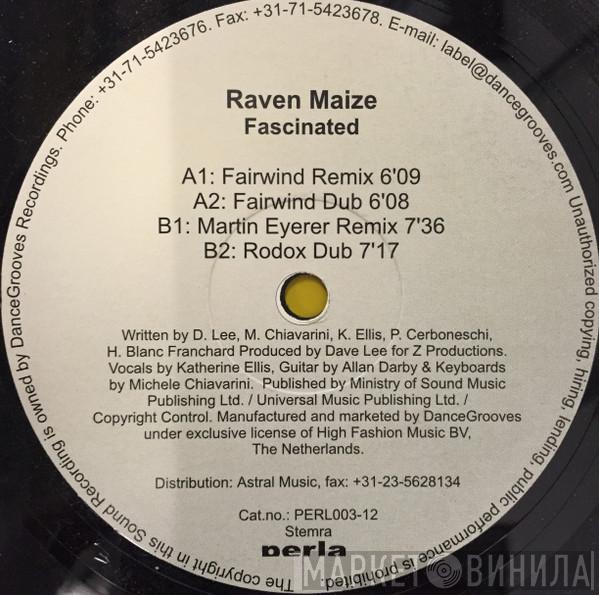 The copyright in this Sound Recording is owned by DanceGrooves Recordings. Phone: +31-71-5423676. Fax: +31-71-5423678. E-mail: label@dancegrooves.com Unauthorized copying, hiring, lending, public performance is prohibited
Raven Maize
Fascinated
A1: Fairwind Remix 6'09
A2: Fairwind Dub 6'08
B1: Martin Eyerer Remix 7'36
B2: Rodox Dub 7'17
Written by D. Lee, M. Chiavarini, K. Ellis, P. Cerboneschi,
H. Blanc Franchard Produced by Dave Lee for Z Productions.
Vocals by Katherine Ellis, Guitar by Allan Darby & Keyboards
by Michele Chiavarini. Published by Ministry of Sound Music
Publishing Ltd. / Universal Music Publishing Ltd. /
Copyright Control. Manufactured and marketed by DanceGrooves
under exclusive license of High Fashion Music BV,
The Netherlands.
Distribution: Astral Music, fax: +31-23-5628134
Cat.no.: PERL003-12
Stemra
perla
МАРКЕТ ВИНИЛА